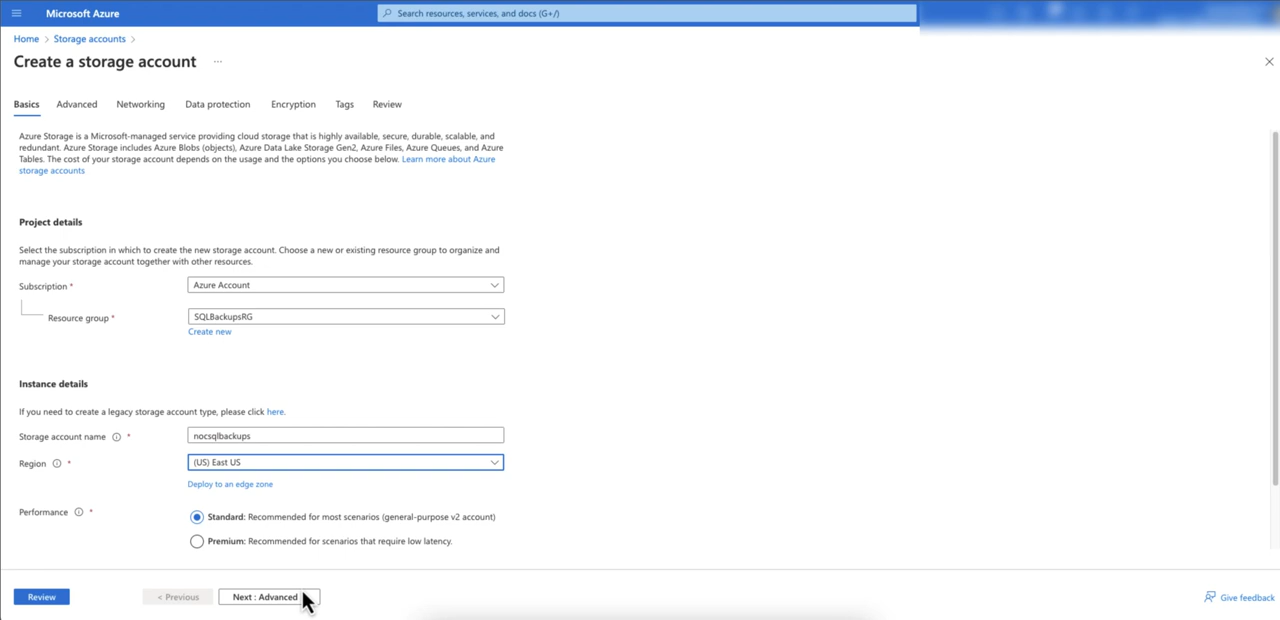 Microsoft Azure
Search resources, services, and docs (G+/)
Home > Storage accounts >
Create a storage account ...
Basics Advanced Networking Data protection Encryption Tags Review
Azure Storage is a Microsoft-managed service providing cloud storage that is highly available, secure, durable, scalable, and
redundant. Azure Storage includes Azure Blobs (objects), Azure Data Lake Storage Gen2, Azure Files, Azure Queues, and Azure
Tables. The cost of your storage account depends on the usage and the options you choose below. Learn more about Azure
storage accounts
Project details
Select the subscription in which to create the new storage account. Choose a new or existing resource group to organize and
manage your storage account together with other resources.
Subscription * Azure Account
Resource group * SQLBackupsRG
Create new
Instance details
If you need to create a legacy storage account type, please click here.
Storage account name * nocsqlbackups
Region * (US) East US
Deploy to an edge zone
Performance * Standard: Recommended for most scenarios (general-purpose v2 account)
Premium: Recommended for scenarios that require low latency.
Review < Previous Next : Advanced Give feedback